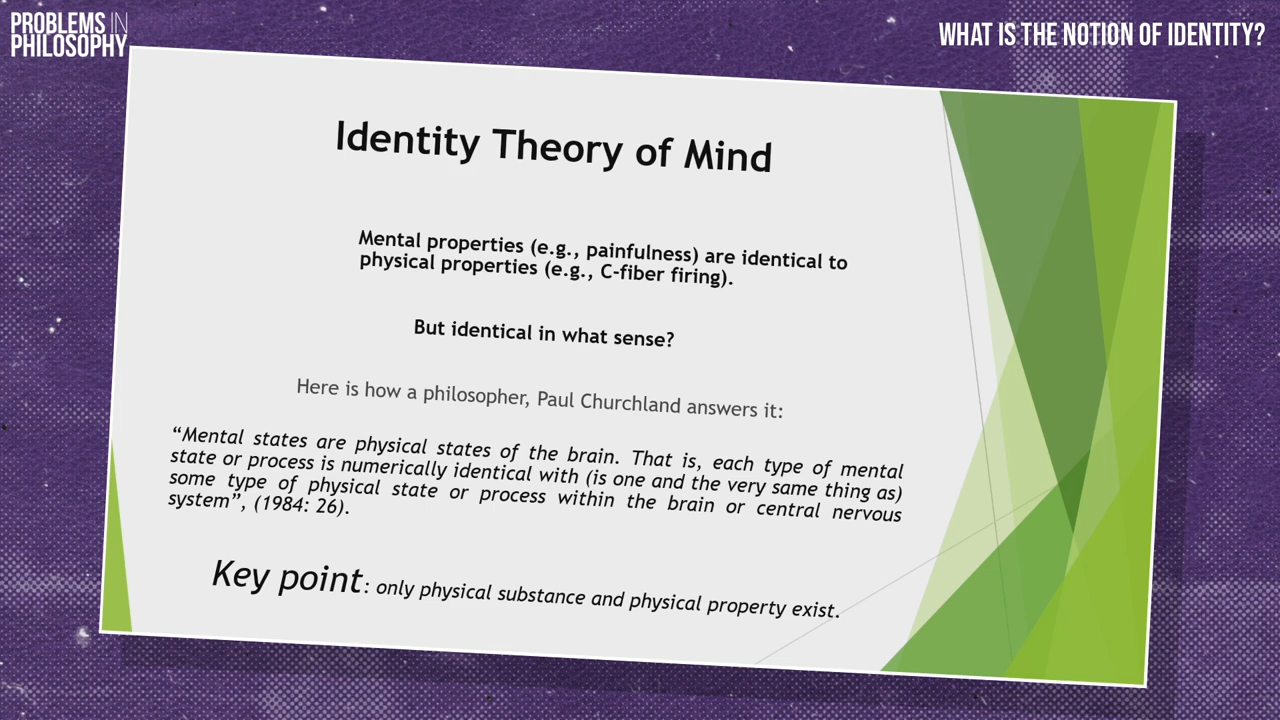 PROBLEMS IN
PHILOSOPHY
WHAT IS THE NOTION OF IDENTITY?
Identity Theory of Mind
Mental properties (e.g., painfulness) are identical to
physical properties (e.g., C-fiber firing).
But identical in what sense?
Here is how a philosopher, Paul Churchland answers it:
“Mental states are physical states of the brain. That is, each type of mental
state or process is numerically identical with (is one and the very same thing as)
some type of physical state or process within the brain or central nervous
system”, (1984: 26).
Key point: only physical substance and physical property exist.